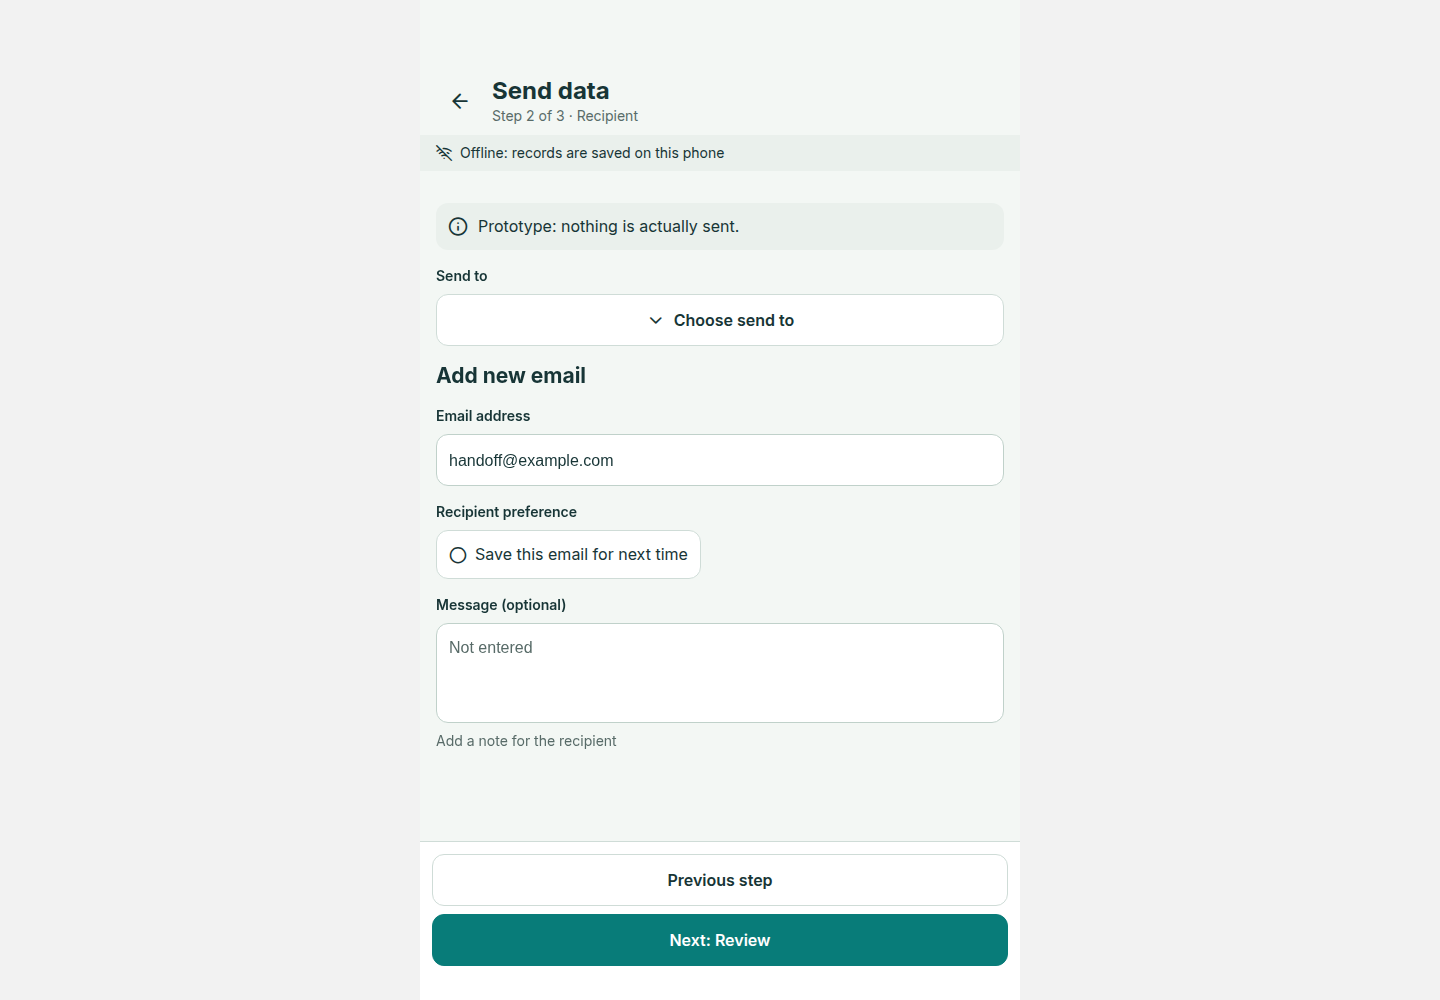 Send data
Step 2 of 3 · Recipient
Offline: records are saved on this phone
Prototype: nothing is actually sent.
Send to
Choose send to
Add new email
Email address
handoff@example.com
Recipient preference
Save this email for next time
Message (optional)
Not entered
Add a note for the recipient
Previous step
Next: Review